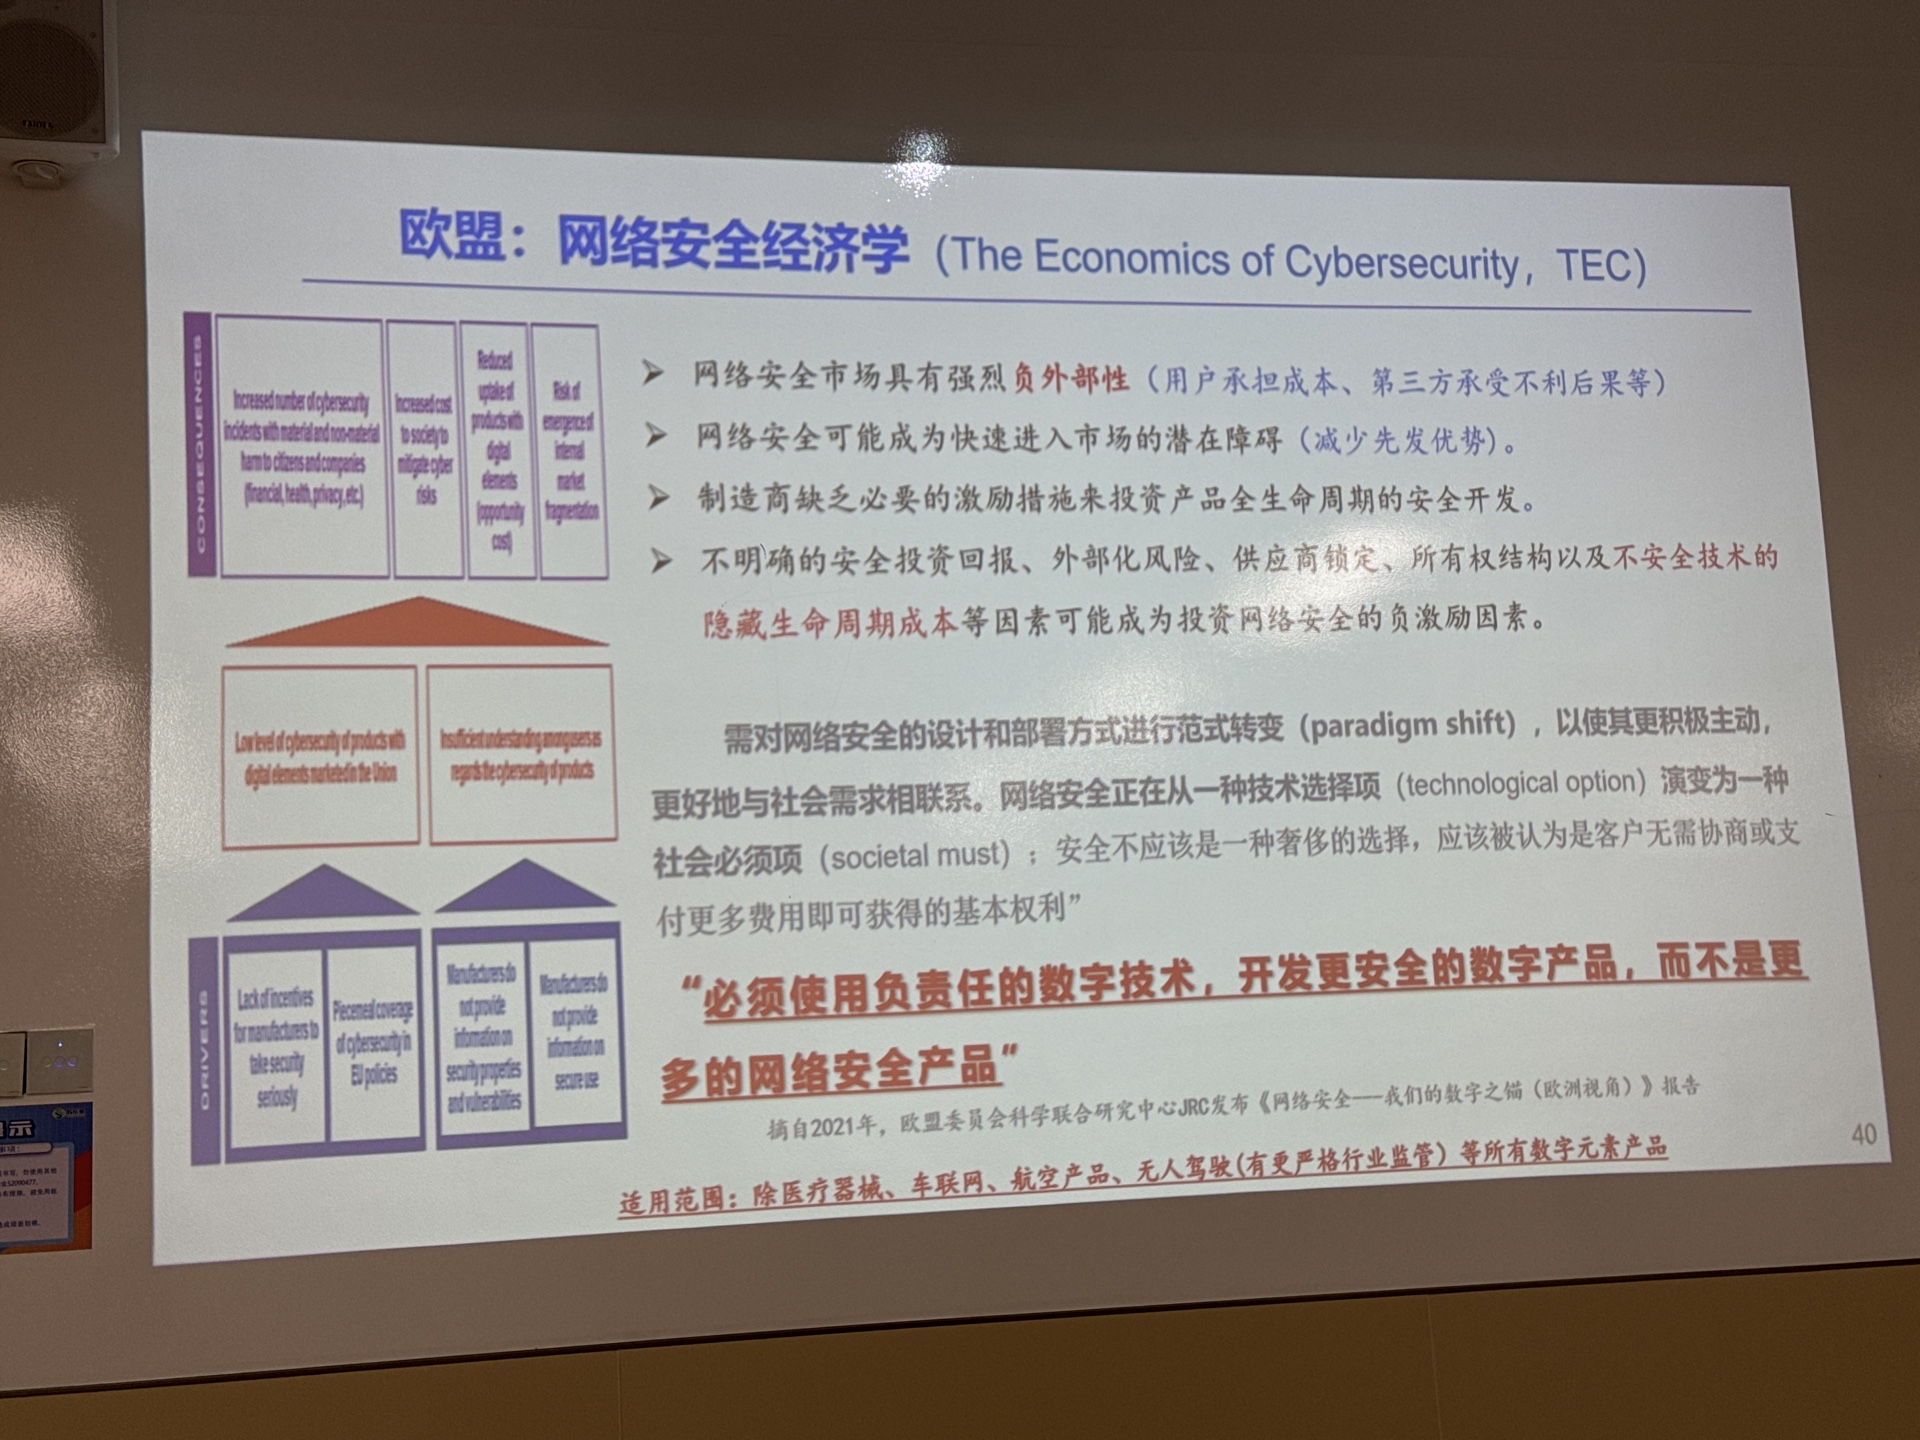 欧盟：网络安全经济学（The Economics of Cybersecurity，TEC）
CONSEQUENCES
Increased number of cybersecurity
incidents with material and non-material
harm to citizens and companies
(financial, health, privacy, etc.)
Increased cost
to society to
mitigate cyber
risks
Reduced
uptake of
products with
digital
elements
(opportunity
cost)
Risk of
emergence of
internal
market
fragmentation
Low level of cybersecurity of products with
digital elements marketed in the Union
Insufficient understanding among users as
regards the cybersecurity of products
DRIVERS
Lack of incentives
for manufacturers to
take security
seriously
Piecemeal coverage
of cybersecurity in
EU policies
Manufacturers do
not provide
information on
security properties
and vulnerabilities
Manufacturers do
not provide
information on
secure use
➢ 网络安全市场具有强烈负外部性（用户承担成本、第三方承受不利后果等）
➢ 网络安全可能成为快速进入市场的潜在障碍（减少先发优势）。
➢ 制造商缺乏必要的激励措施来投资产品全生命周期的安全开发。
➢ 不明确的安全投资回报、外部化风险、供应商锁定、所有权结构以及不安全技术的
隐藏生命周期成本等因素可能成为投资网络安全的负激励因素。
需对网络安全的设计和部署方式进行范式转变（paradigm shift），以使其更积极主动，
更好地与社会需求相联系。网络安全正在从一种技术选择项（technological option）演变为一种
社会必须项（societal must）；安全不应该是一种奢侈的选择，应该被认为是客户无需协商或支
付更多费用即可获得的基本权利”
“必须使用负责任的数字技术，开发更安全的数字产品，而不是更
多的网络安全产品”
摘自2021年，欧盟委员会科学联合研究中心JRC发布《网络安全——我们的数字之锚（欧洲视角）》报告
适用范围：除医疗器械、车联网、航空产品、无人驾驶(有更严格行业监管）等所有数字元素产品
40